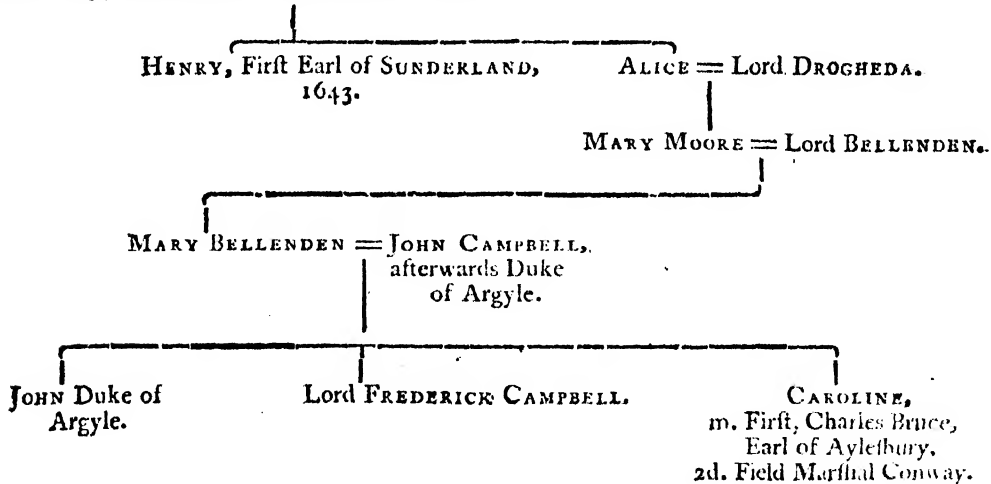 HENRY, Firſt Earl of SUNDERLAND,
1643.
ALICE = Lord DROGHEDA.
MARY MOORE = Lord BELLENDEN.
MARY BELLENDEN = JOHN CAMPBELL,
afterwards Duke
of Argyle.
JOHN Duke of
Argyle.
Lord FREDERICK CAMPBELL.
CAROLINE,
m. Firſt, Charles Bruce,
Earl of Ayleſbury.
2d. Field Marſhal Conway.